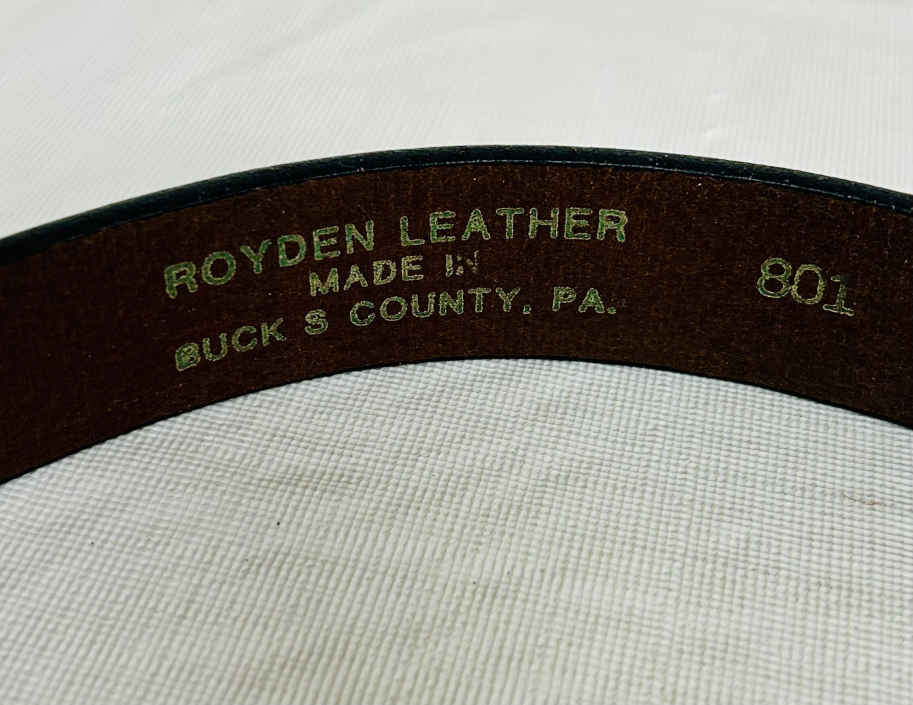 ROYDEN LEATHER
MADE IN
BUCK S COUNTY, PA.
801